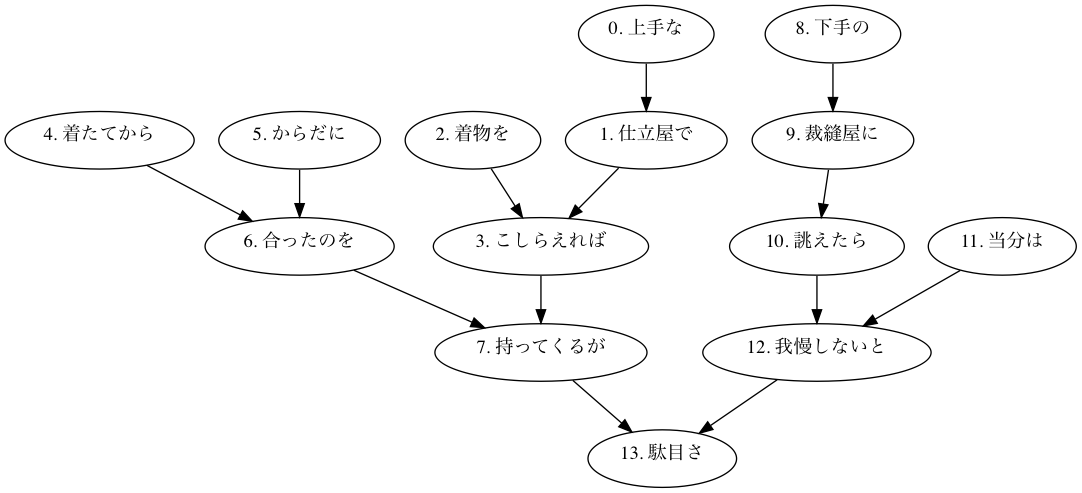 0. 上手な
8. 下手の
4. 着たてから
5. からだに
2. 着物を
1. 仕立屋で
9. 裁縫屋に
6. 合ったのを
3. こしらえれば
10. 誂えたら
11. 当分は
7. 持ってくるが
12. 我慢しないと
13. 駄目さ